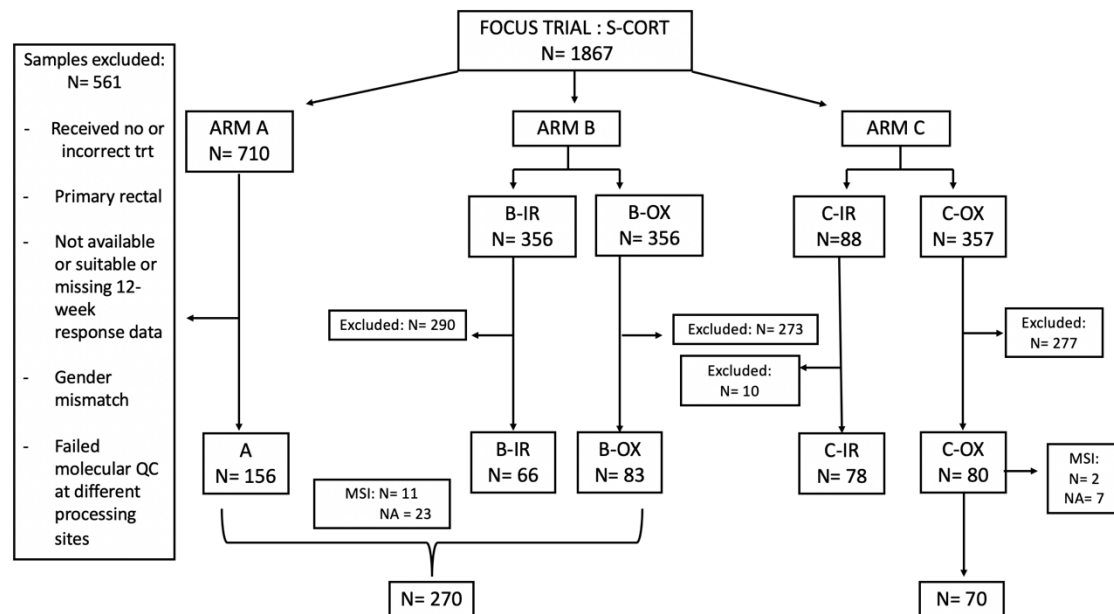 FOCUS TRIAL : S-CORT
N= 1867
Samples excluded:
N= 561
- Received no or
incorrect trt
- Primary rectal
- Not available
or suitable or
missing 12-
week
response data
- Gender
mismatch
- Failed
molecular QC
at different
processing
sites
ARM A
N= 710
ARM B
ARM C
B-IR
N= 356
B-OX
N= 356
C-IR
N=88
C-OX
N= 357
Excluded: N= 290
Excluded: N= 273
Excluded:
N= 10
Excluded:
N= 277
A
N= 156
B-IR
N= 66
B-OX
N= 83
C-IR
N= 78
C-OX
N= 80
MSI: N= 11
NA = 23
MSI:
N= 2
NA= 7
N= 270
N= 70